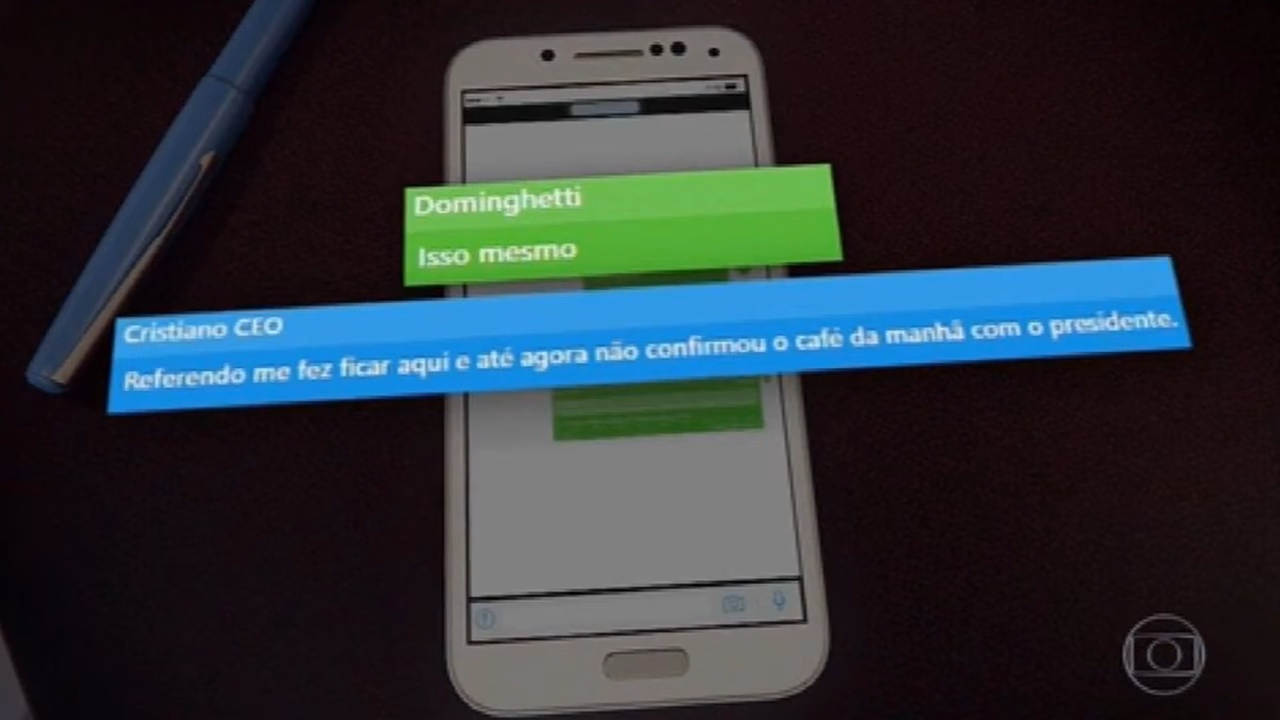 Dominghetti
Isso mesmo
Cristiano CEO
Referendo me fez ficar aqui e até agora não confirmou o café da manhã com o presidente.